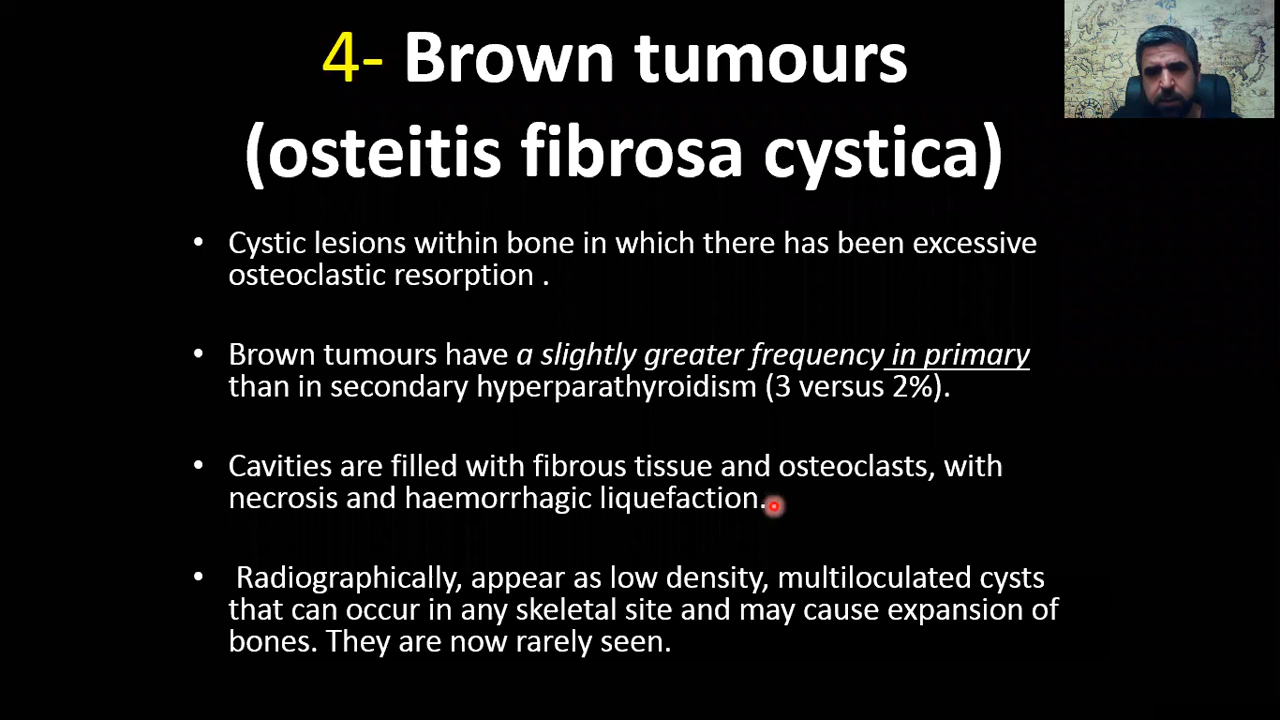 4- Brown tumours
(osteitis fibrosa cystica)
• Cystic lesions within bone in which there has been excessive
osteoclastic resorption .
• Brown tumours have a slightly greater frequency in primary
than in secondary hyperparathyroidism (3 versus 2%).
• Cavities are filled with fibrous tissue and osteoclasts, with
necrosis and haemorrhagic liquefaction.
• Radiographically, appear as low density, multiloculated cysts
that can occur in any skeletal site and may cause expansion of
bones. They are now rarely seen.